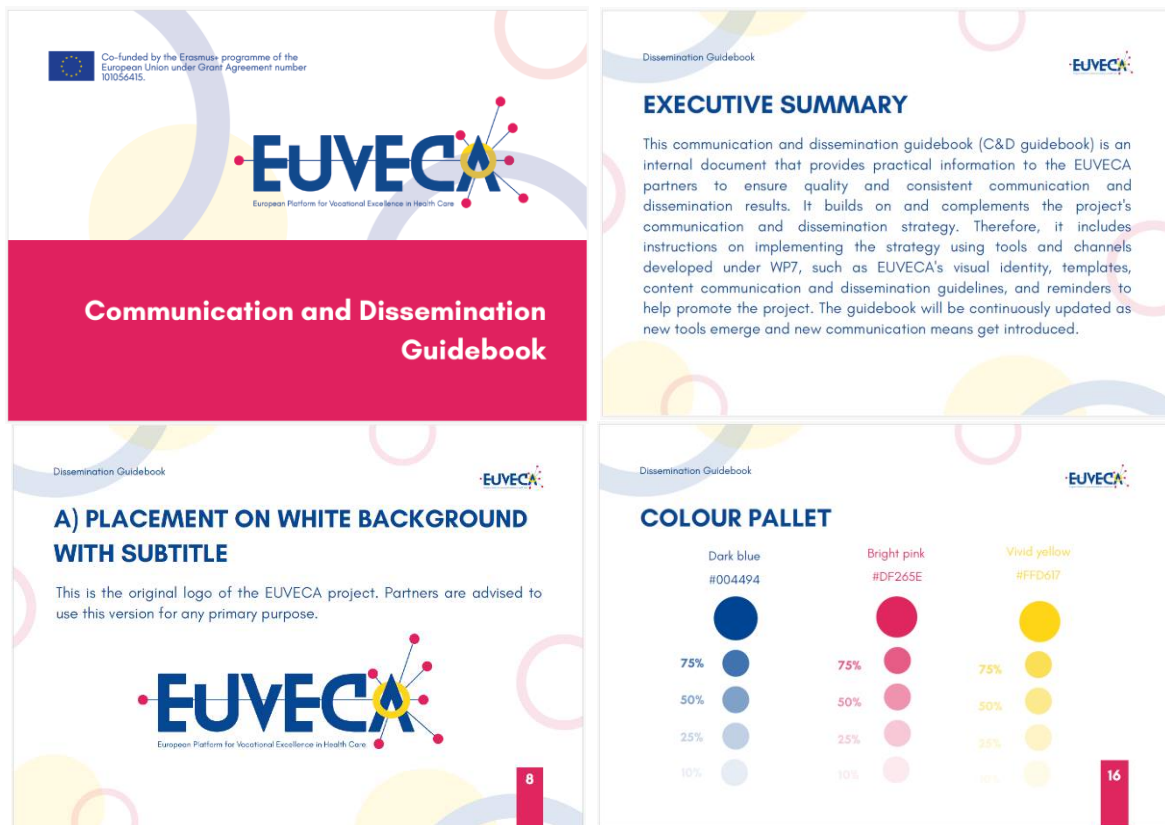 Co-funded by the Erasmus+ programme of the
European Union under Grant Agreement number
101056415.
EUVECA
European Platform for Vocational Excellence in Health Care
Communication and Dissemination
Guidebook
Dissemination Guidebook
EUVECA
EXECUTIVE SUMMARY
This communication and dissemination guidebook (C&D guidebook) is an
internal document that provides practical information to the EUVECA
partners to ensure quality and consistent communication and
dissemination results. It builds on and complements the project's
communication and dissemination strategy. Therefore, it includes
instructions on implementing the strategy using tools and channels
developed under WP7, such as EUVECA's visual identity, templates,
content communication and dissemination guidelines, and reminders to
help promote the project. The guidebook will be continuously updated as
new tools emerge and new communication means get introduced.
Dissemination Guidebook
EUVECA
A) PLACEMENT ON WHITE BACKGROUND
WITH SUBTITLE
This is the original logo of the EUVECA project. Partners are advised to
use this version for any primary purpose.
EUVECA
European Platform for Vocational Excellence in Health Care
8
Dissemination Guidebook
EUVECA
COLOUR PALLET
Dark blue
#004494
75%
50%
25%
10%
Bright pink
#DF265E
75%
50%
25%
10%
Vivid yellow
#FFD617
75%
50%
25%
10%
16